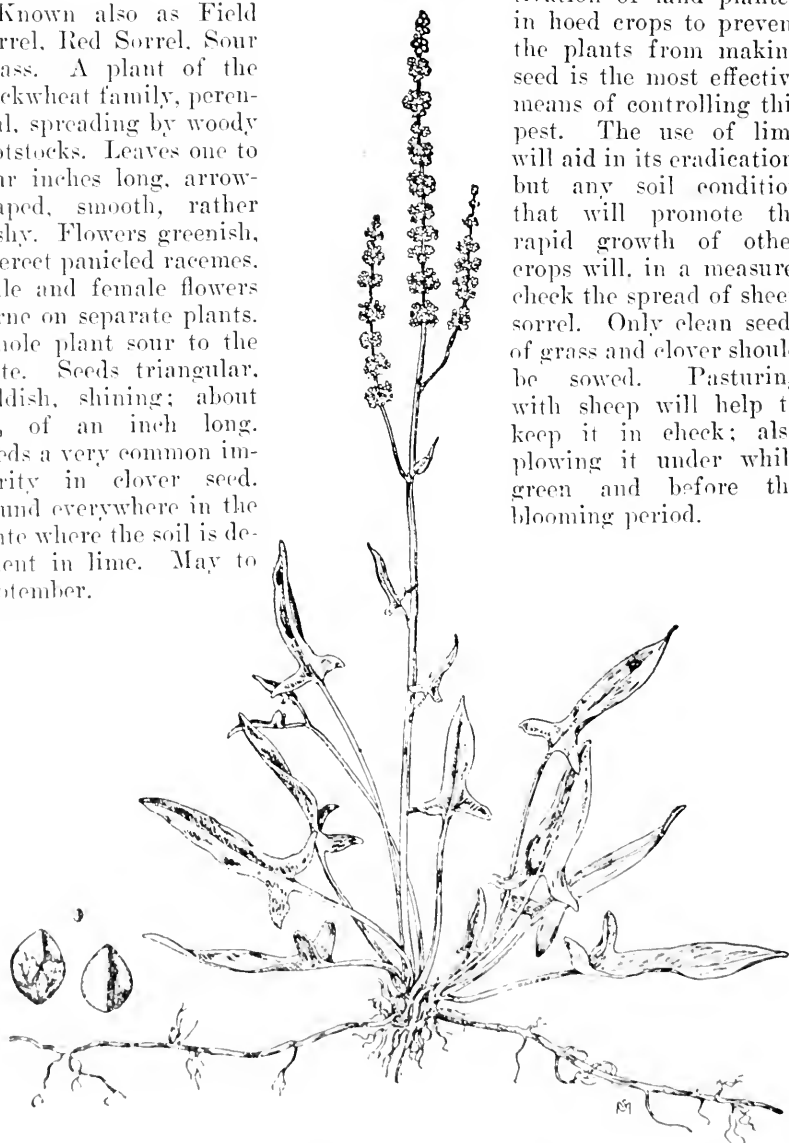 Known also as Field
rrel, Red Sorrel, Sour
ass. A plant of the
ckwheat family, peren-
al, spreading by woody
otstocks. Leaves one to
ur inches long, arrow-
aped, smooth, rather
shy. Flowers greenish,
erect panicled racemes.
le and female flowers
rne on separate plants.
hole plant sour to the
te. Seeds triangular,
ldish, shining; about
of an inch long.
eds a very common im-
rity in clover seed.
und everywhere in the
te where the soil is de-
ent in lime. May to
ptember.
in hoed crops to preven
the plants from makin
seed is the most effectiv
means of controlling thi
pest. The use of lim
will aid in its eradication
but any soil conditio
that will promote th
rapid growth of othe
crops will, in a measure
check the spread of shee
sorrel. Only clean seed
of grass and clover should
be sowed. Pasturing
with sheep will help t
keep it in check; als
plowing it under whil
green and before th
blooming period.